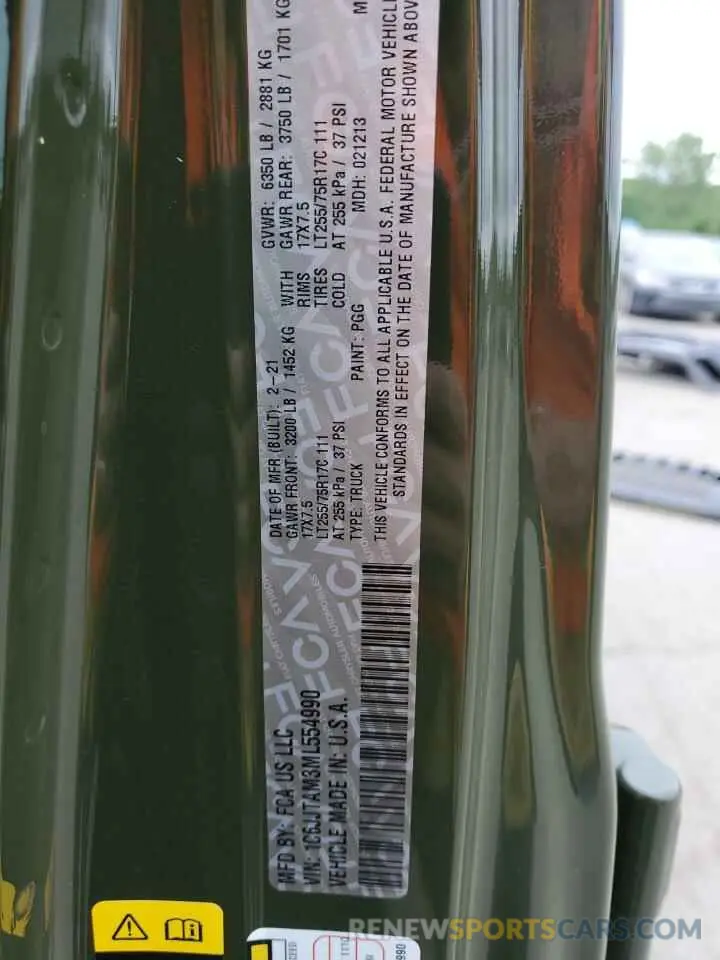 MFD BY: FCA US LLC
DATE OF MFR (BUILT): 2-21
GVWR: 6350 LB / 2881 KG
VIN: 1C6JJTAM3ML554990
GAWR FRONT: 3200 LB / 1452 KG WITH GAWR REAR: 3750 LB / 1701 KG
VEHICLE MADE IN: U.S.A.
17X7.5 RIMS 17X7.5
LT255/75R17C 111 TIRES LT255/75R17C 111
AT 255 kPa / 37 PSI COLD AT 255 kPa / 37 PSI
TYPE: TRUCK PAINT: PGG MDH: 021213 M
THIS VEHICLE CONFORMS TO ALL APPLICABLE U.S.A. FEDERAL MOTOR VEHICLE
STANDARDS IN EFFECT ON THE DATE OF MANUFACTURE SHOWN ABOV
990
RENEWSPORTSCARS.COM